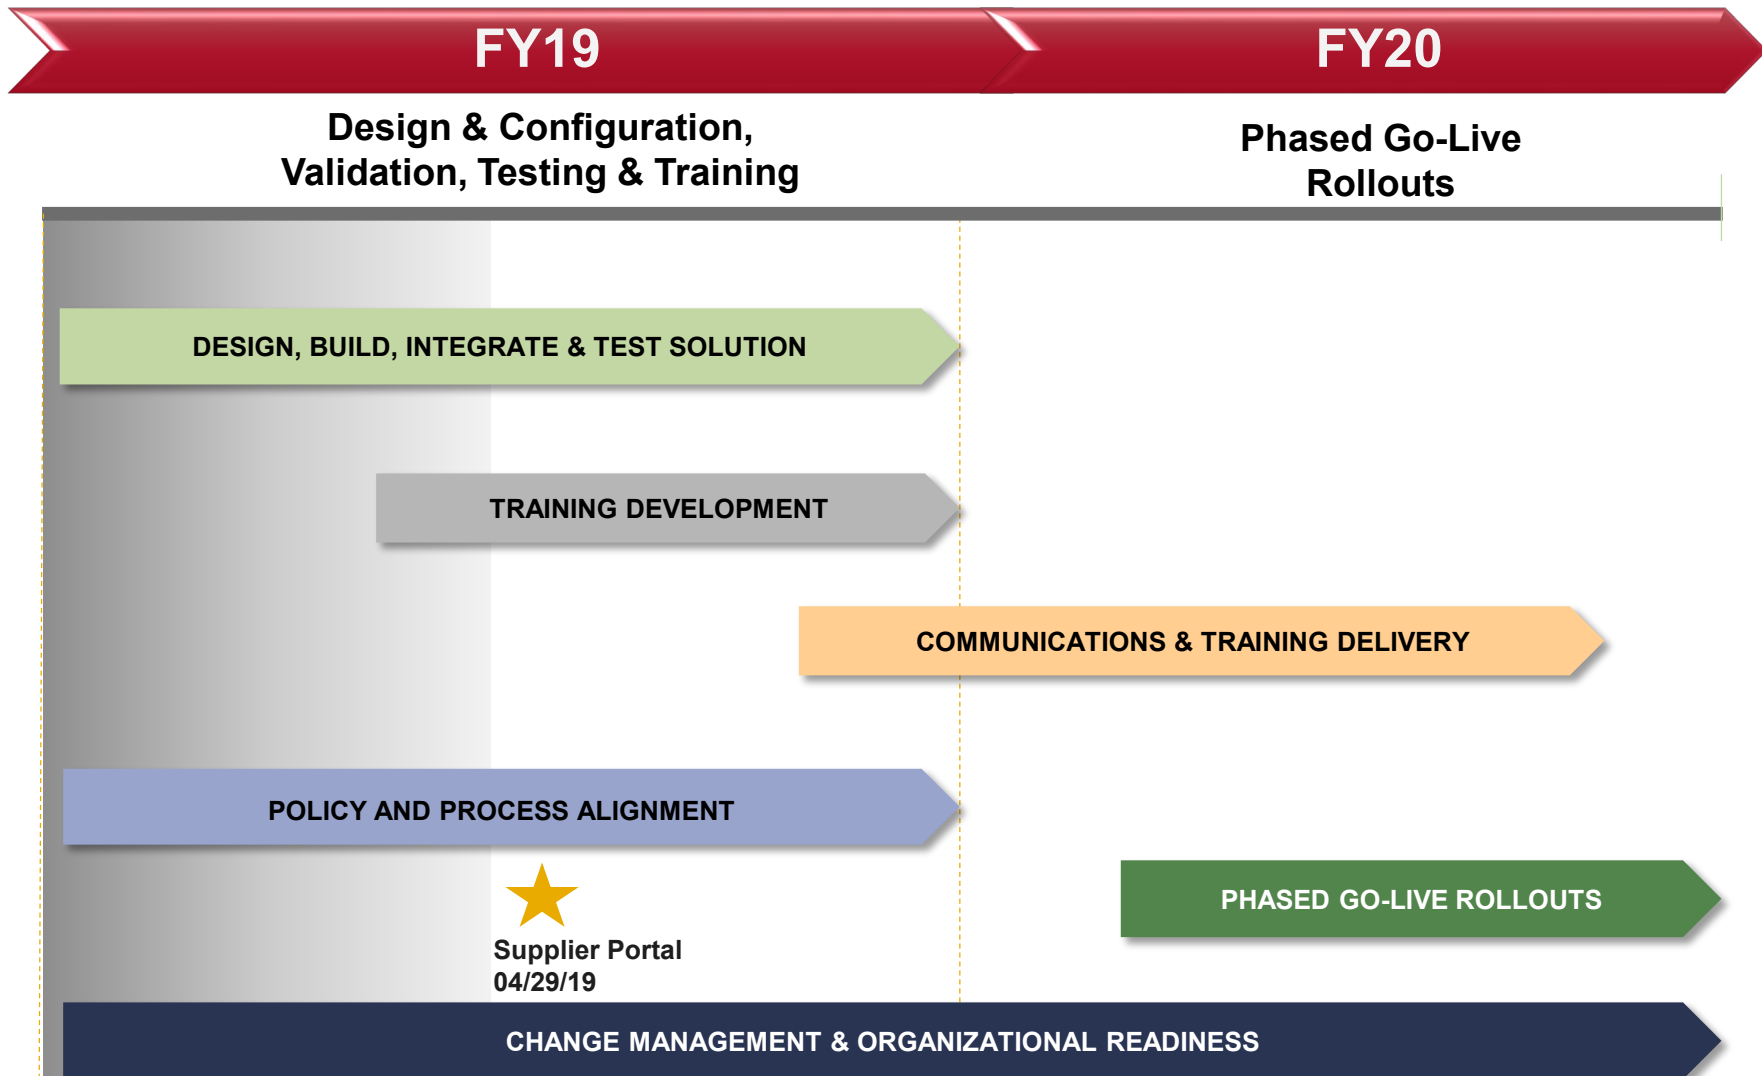 FY19
FY20
Design & Configuration,
Validation, Testing & Training
Phased Go-Live
Rollouts
DESIGN, BUILD, INTEGRATE & TEST SOLUTION
TRAINING DEVELOPMENT
COMMUNICATIONS & TRAINING DELIVERY
POLICY AND PROCESS ALIGNMENT
PHASED GO-LIVE ROLLOUTS
Supplier Portal
04/29/19
CHANGE MANAGEMENT & ORGANIZATIONAL READINESS